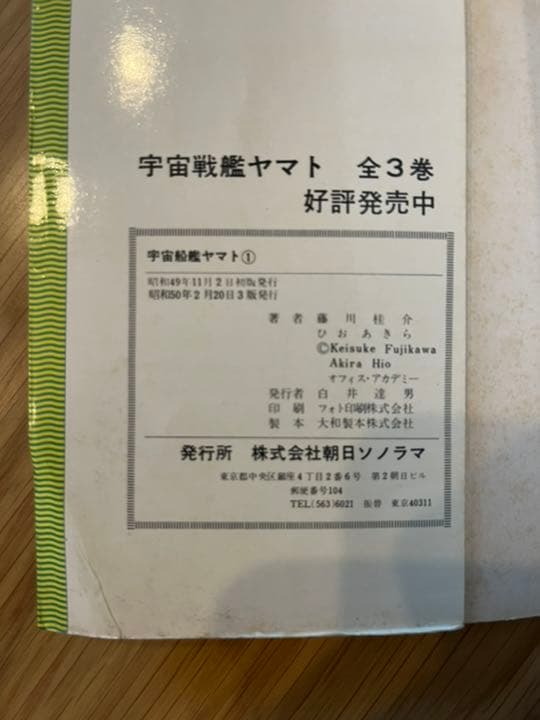 宇宙戦艦ヤマト 全3巻
好評発売中
宇宙船艦ヤマト①
昭和49年11月2日初版発行
昭和50年2月20日3版発行
著者 藤川桂介
ひおあきら
©Keisuke Fujikawa
Akira Hio
オフィス・アカデミー
発行者 白井達男
印刷 フォト印刷株式会社
製本 大和製本株式会社
発行所 株式会社朝日ソノラマ
東京都中央区銀座4丁目2番6号 第2朝日ビル
郵便番号104
TEL(563)6021 振替 東京40311